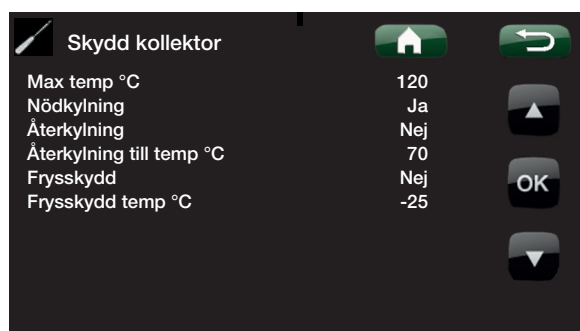 Skydd kollektor
Max temp °C 120
Nödkylning Ja
Återkylning Nej
Återkylning till temp °C 70
Frysskydd Nej
Frysskydd temp °C -25
OK